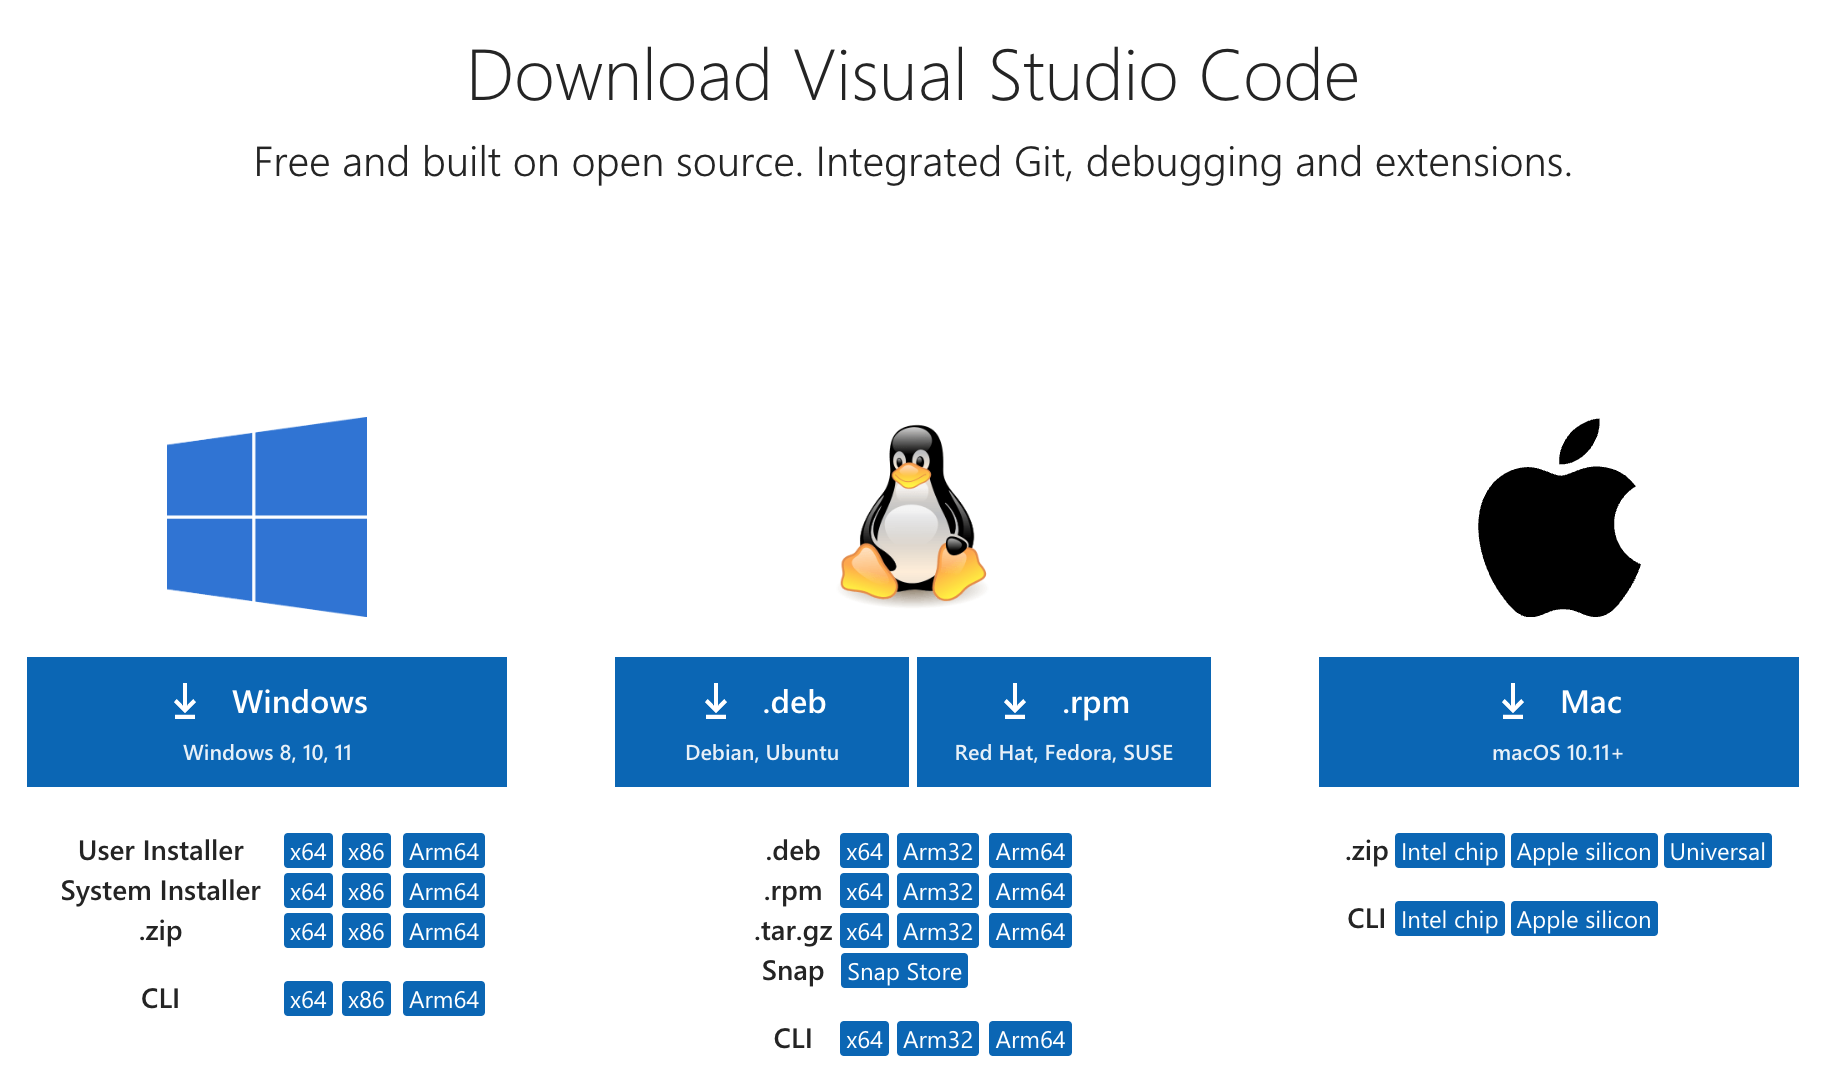 Download Visual Studio Code
Free and built on open source. Integrated Git, debugging and extensions.
Windows
Windows 8, 10, 11
User Installer x64 x86 Arm64
System Installer x64 x86 Arm64
.zip x64 x86 Arm64
CLI x64 x86 Arm64
.deb
Debian, Ubuntu
.rpm
Red Hat, Fedora, SUSE
.deb x64 Arm32 Arm64
.rpm x64 Arm32 Arm64
.tar.gz x64 Arm32 Arm64
Snap Snap Store
CLI x64 Arm32 Arm64
Mac
macOS 10.11+
.zip Intel chip Apple silicon Universal
CLI Intel chip Apple silicon